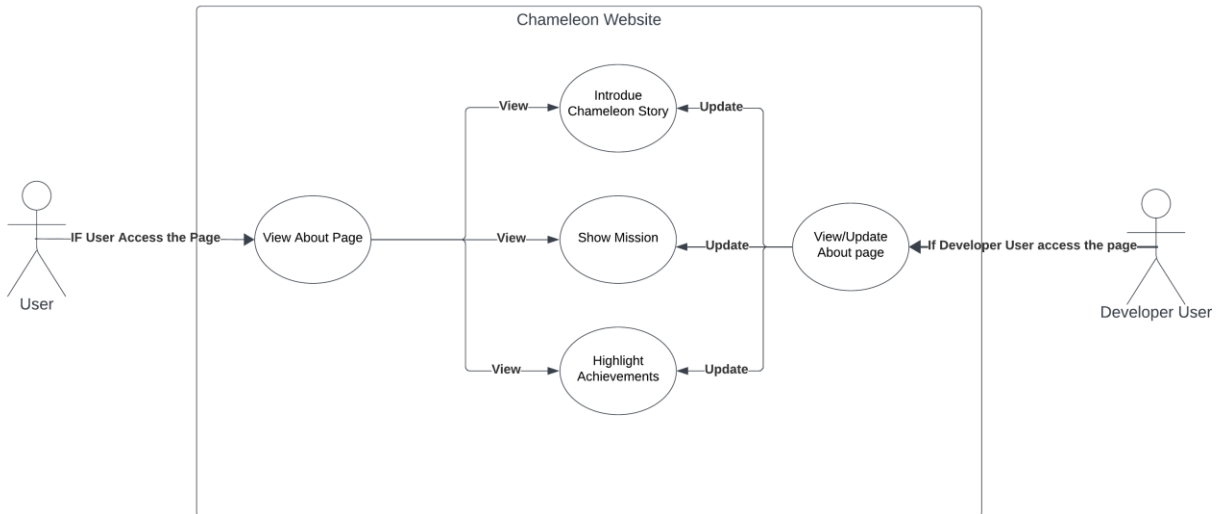 Chameleon Website
Introdue
Chameleon Story
View
Update
IF User Access the Page
View About Page
View
Show Mission
Update
View/Update
About page
If Developer User access the page
User
Developer User
View
Highlight
Achievements
Update